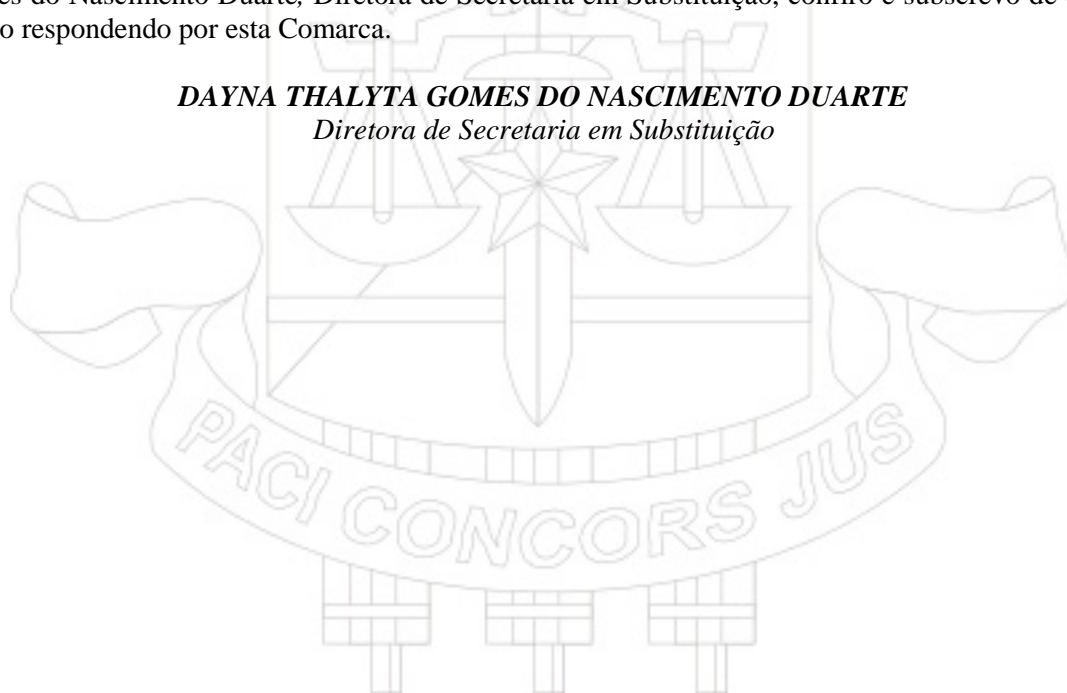 es do Nascimento Duarte, Diretora de Secretaria em Substituição, confiro e subscrevo de
o respondendo por esta Comarca.
DAYNA THALYTA GOMES DO NASCIMENTO DUARTE
Diretora de Secretaria em Substituição
PACI CONCORS JUS